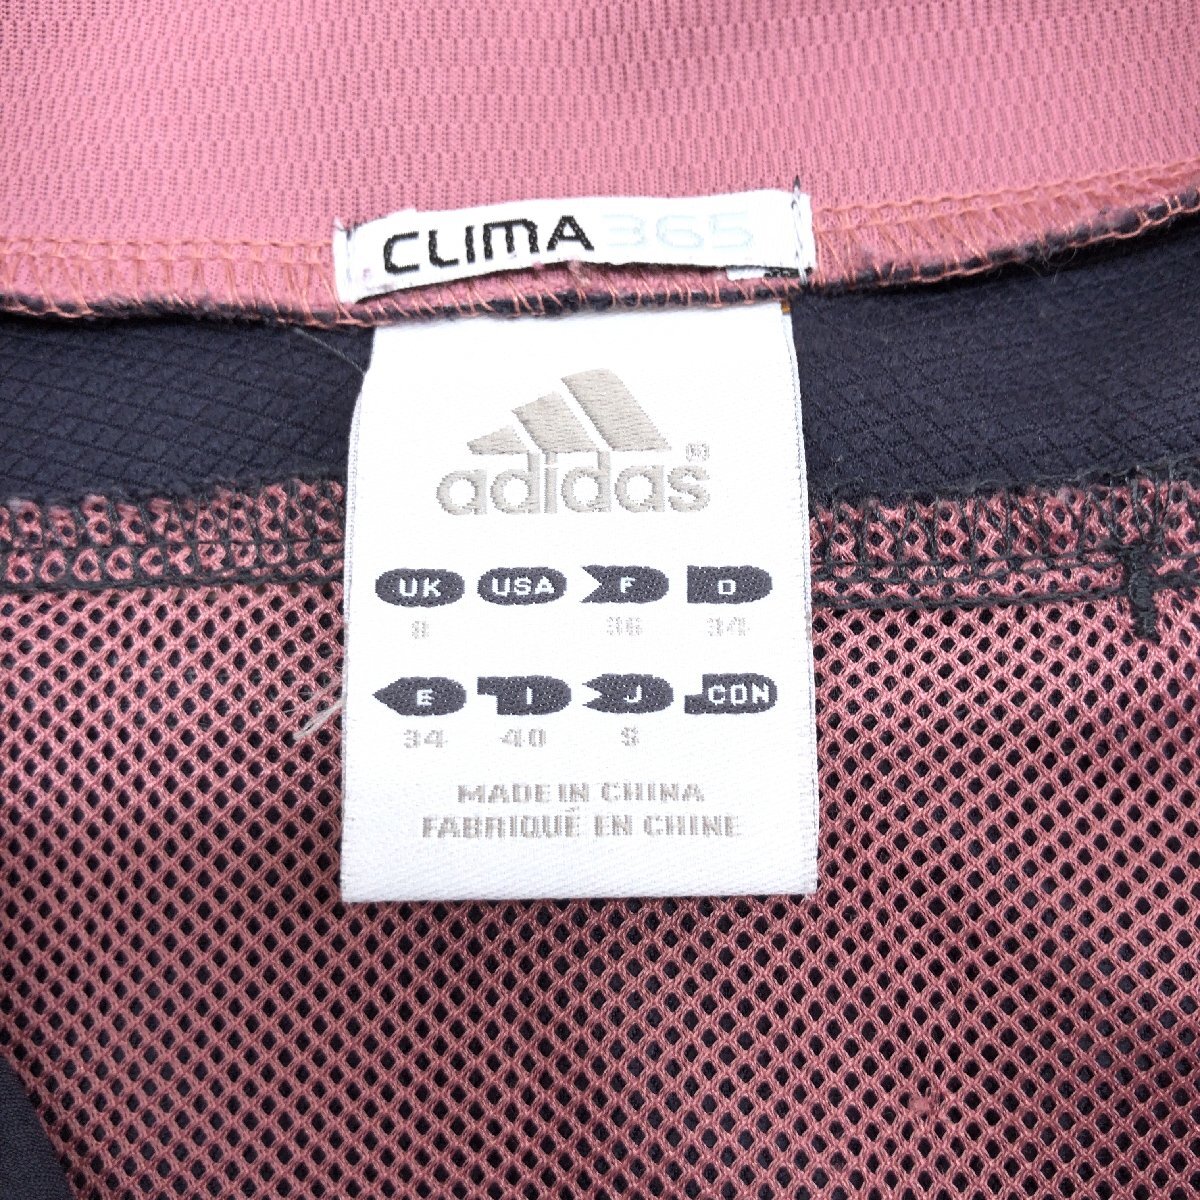 CLIMA365
adidas®
UK USA F D
8 36 34
E I J CON
34 40 S
MADE IN CHINA
FABRIQUÉ EN CHINE